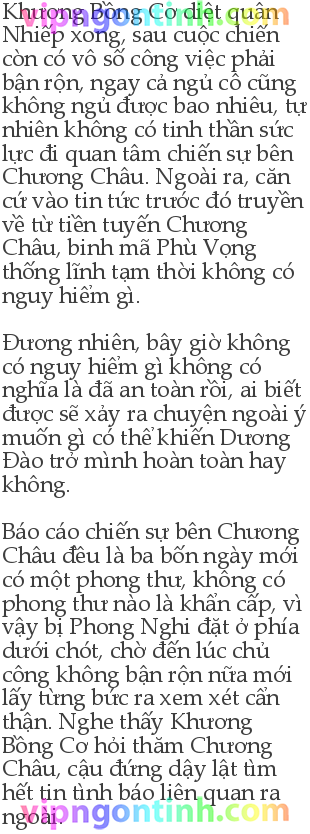 Khương Bồng Cơ diệt quân
Nhiếp xong, sau cuộc chiến
còn có vô số công việc phải
bận rộn, ngay cả ngủ cô cũng
không ngủ được bao nhiêu, tự
nhiên không có tinh thần sức
lực đi quan tâm chiến sự bên
Chương Châu. Ngoài ra, căn
cứ vào tin tức trước đó truyền
về từ tiền tuyến Chương
Châu, binh mã Phù Vọng
thống lĩnh tạm thời không có
nguy hiểm gì.
Đương nhiên, bây giờ không
có nguy hiểm gì không có
nghĩa là đã an toàn rồi, ai biết
được sẽ xảy ra chuyện ngoài ý
muốn gì có thể khiến Dương
Đào trở mình hoàn toàn hay
không.
Báo cáo chiến sự bên Chương
Châu đều là ba bốn ngày mới
có một phong thư, không có
phong thư nào là khẩn cấp, vì
vậy bị Phong Nghi đặt ở phía
dưới chót, chờ đến lúc chủ
công không bận rộn nữa mới
lấy từng bức ra xem xét cẩn
thận. Nghe thấy Khương
Bồng Cơ hỏi thăm Chương
Châu, cậu đứng dậy lật tìm
hết tin tình báo liên quan ra
ngoài.
vipngontinh.com
vipngontinh.com